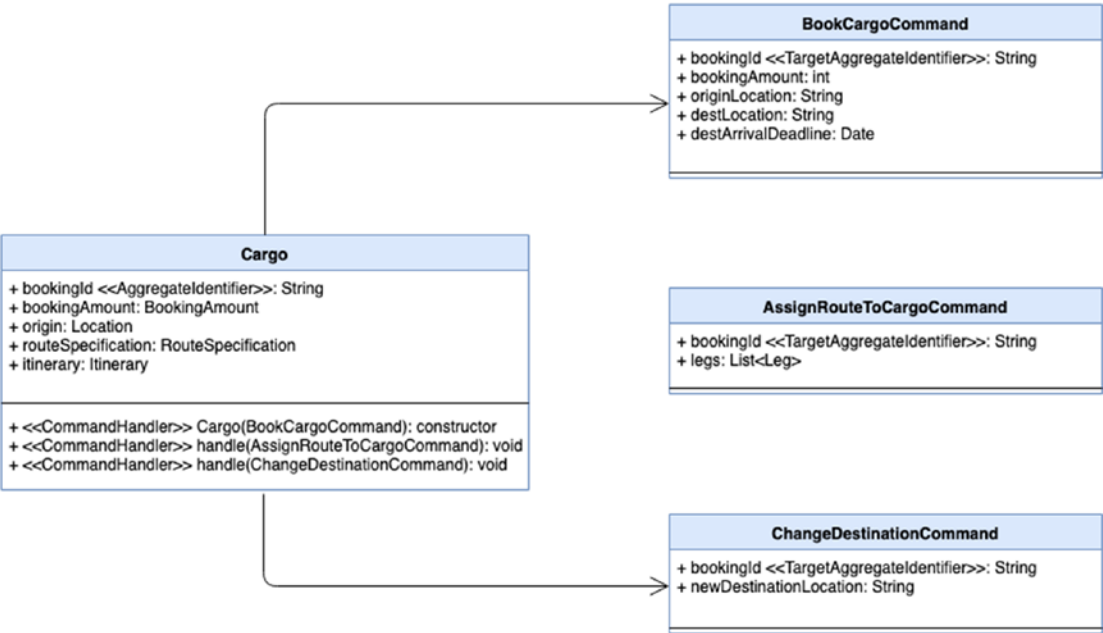 BookCargoCommand
+ bookingId <<TargetAggregateIdentifier>>: String
+ bookingAmount: int
+ originLocation: String
+ destLocation: String
+ destArrivalDeadline: Date
Cargo
+ bookingId <<AggregateIdentifier>>: String
+ bookingAmount: BookingAmount
+ origin: Location
+ routeSpecification: RouteSpecification
+ itinerary: Itinerary
+ <<CommandHandler>> Cargo(BookCargoCommand): constructor
+ <<CommandHandler>> handle(AssignRouteToCargoCommand): void
+ <<CommandHandler>> handle(ChangeDestinationCommand): void
AssignRouteToCargoCommand
+ bookingId <<TargetAggregateIdentifier>>: String
+ legs: List<Leg>
ChangeDestinationCommand
+ bookingId <<TargetAggregateIdentifier>>: String
+ newDestinationLocation: String